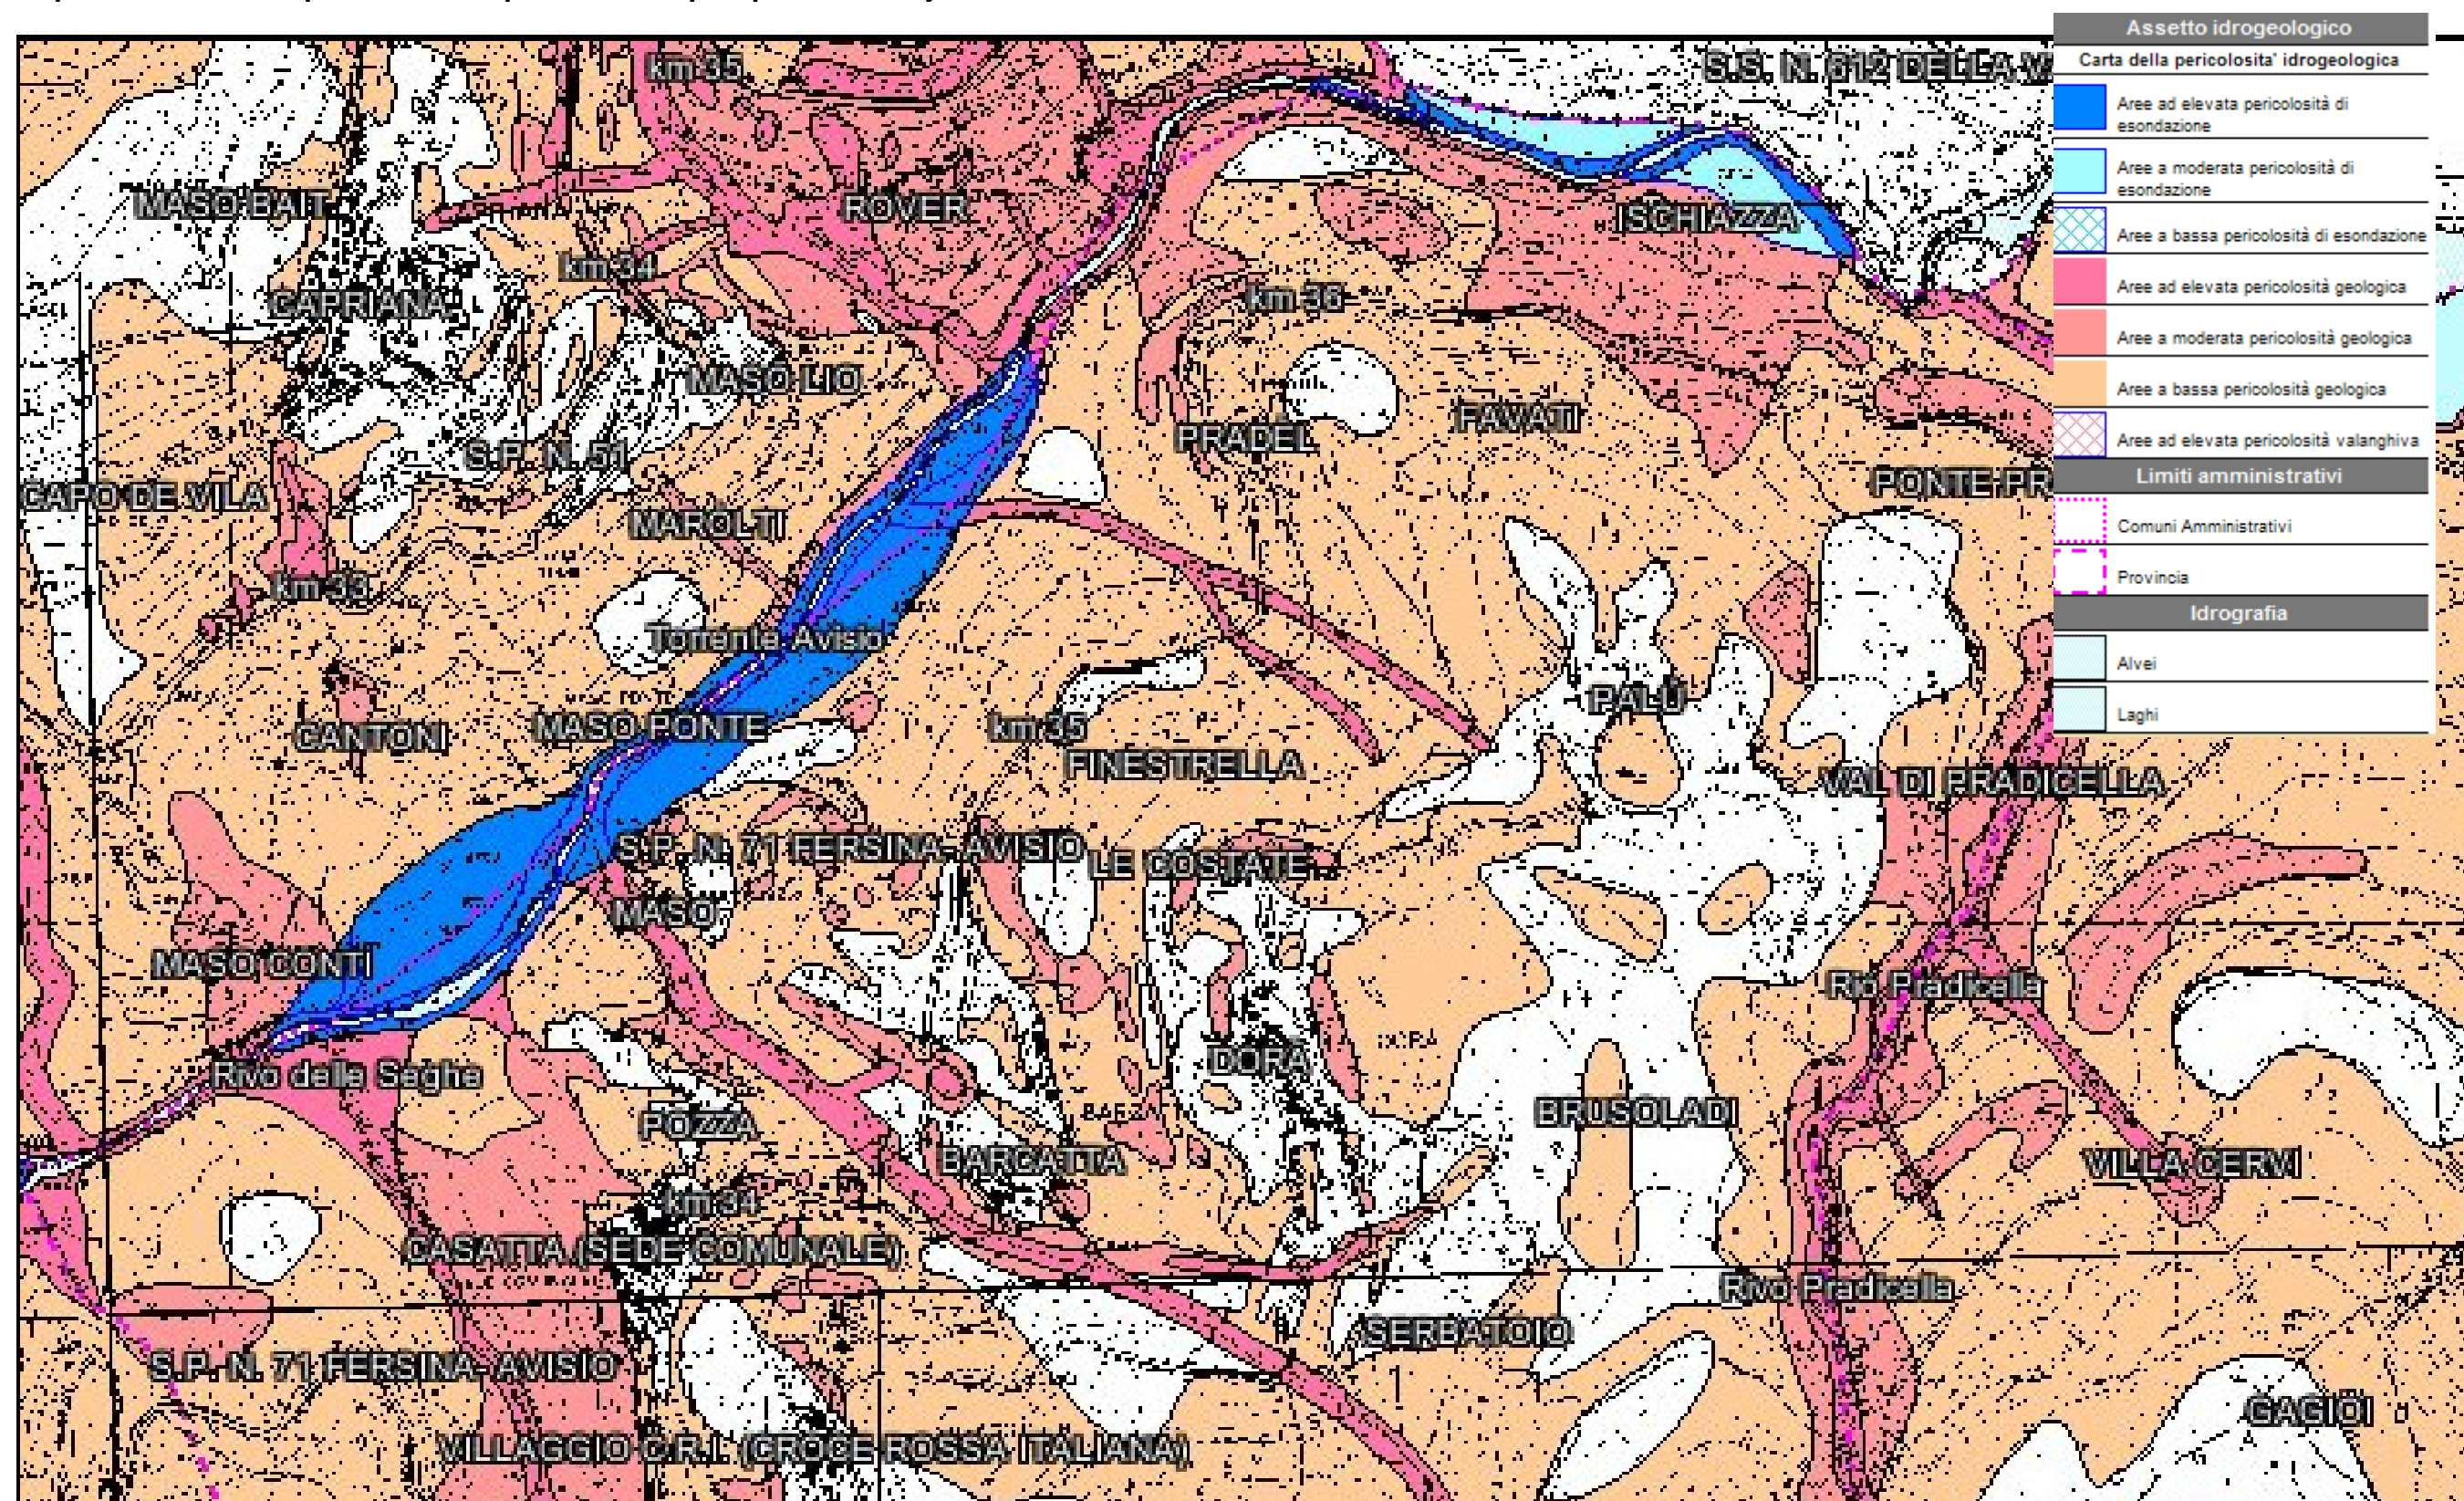 Assetto idrogeologico
Carta della pericolosita' idrogeologica
Aree ad elevata pericolosità di
esondazione
Aree a moderata pericolosità di
esondazione
Aree a bassa pericolosità di esondazione
Aree ad elevata pericolosità geologica
Aree a moderata pericolosità geologica
Aree a bassa pericolosità geologica
Aree ad elevata pericolosità valanghiva
Limiti amministrativi
Comuni Amministrativi
Provincia
Idrografia
Alvei
Laghi
km 35
S.S. N. 612 DELLA V
MASO BAIT
ROVER
ISCHIAZZA
km 34
CAPRIANA
km 36
MASO LIO
PRADEL
FAVATI
S.P. N. 51
CAPO DE VILA
PONTE PR
MAROLTI
km 33
Torrente Avisio
PALÙ
MASO PONTE
CANTONI
km 35
FINESTRELLA
VAL DI PRADICELLA
S.P. N. 71 FERSINA- AVISIO
LE COSTATE
MASO
MASO CONTI
Rio Pradicella
Rivo delle Seghe
DORÀ
POZZA
BRUSOLADI
BARCATTA
VILLA CERVI
km 34
CASATTA (SEDE COMUNALE)
Rivo Pradicella
SERBATOIO
S.P. N. 71 FERSINA- AVISIO
GAGIOI
VILLAGGIO C.R.I. (CROCE ROSSA ITALIANA)